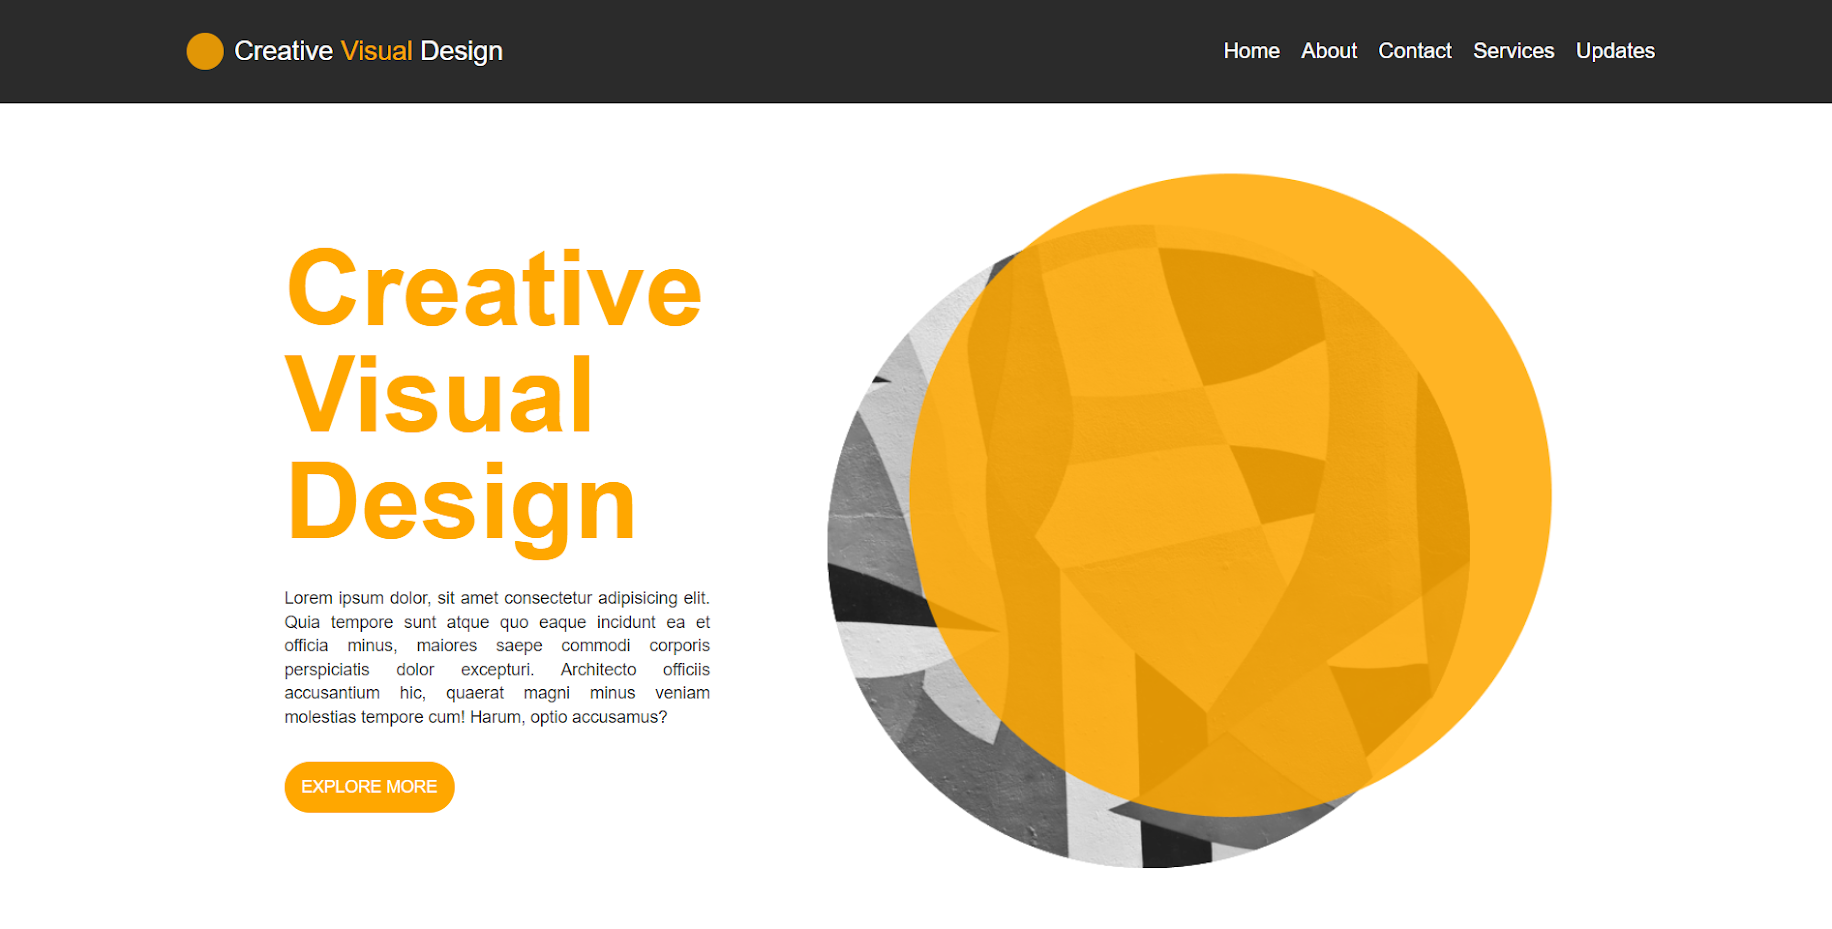 Creative Visual Design
Home About Contact Services Updates
Creative
Visual
Design
Lorem ipsum dolor, sit amet consectetur adipisicing elit.
Quia tempore sunt atque quo eaque incidunt ea et
officia minus, maiores saepe commodi corporis
perspiciatis dolor excepturi. Architecto officiis
accusantium hic, quaerat magni minus veniam
molestias tempore cum! Harum, optio accusamus?
EXPLORE MORE